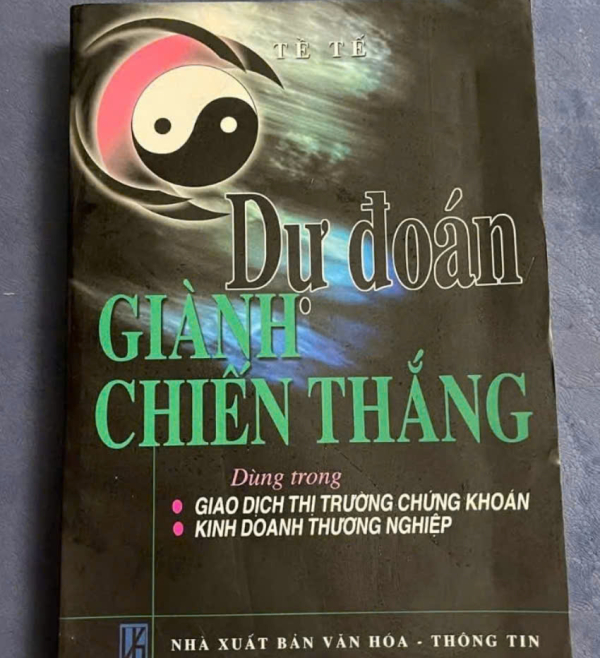 TỀ TẾ
Dự đoán
GIÀNH
CHIẾN THẮNG
Dùng trong
GIAO DỊCH THỊ TRƯỜNG CHỨNG KHOÁN
KINH DOANH THƯƠNG NGHIỆP
NHÀ XUẤT BẢN VĂN HÓA - THÔNG TIN